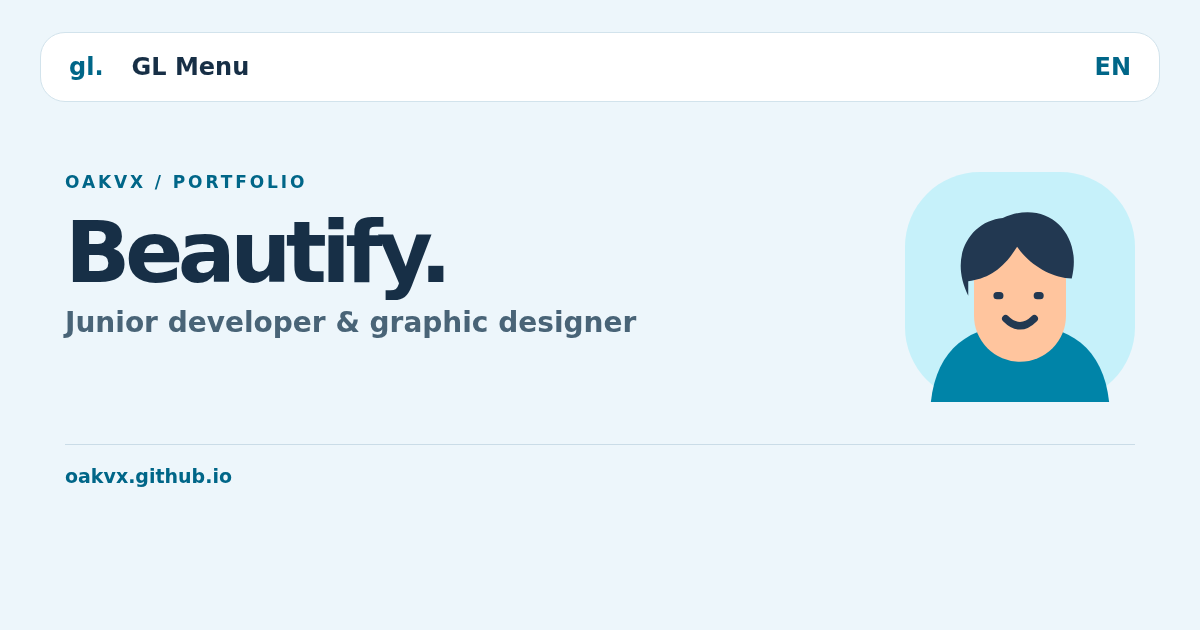 gl. GL Menu EN
OAKVX / PORTFOLIO
Beautify.
Junior developer & graphic designer
oakvx.github.io